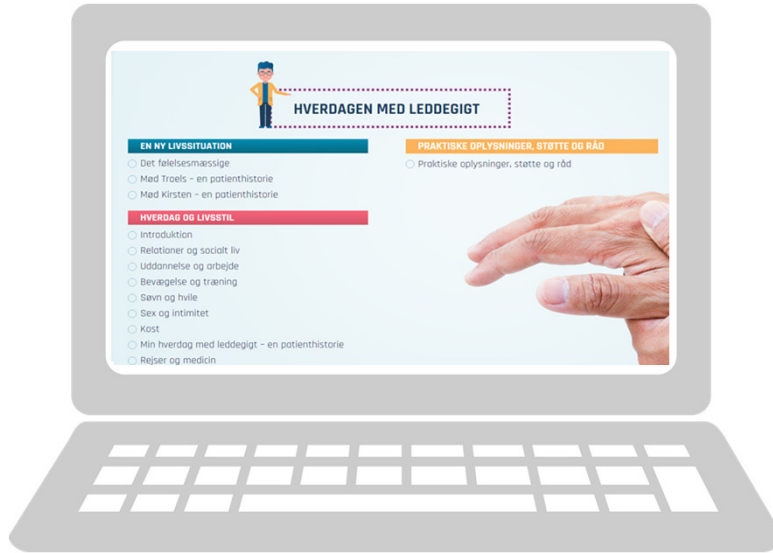 HVERDAGEN MED LEDDEGIGT
EN NY LIVSSITUATION
Det følelsesmæssige
Mød Troels – en patienthistorie
Mød Kirsten – en patienthistorie
HVERDAG OG LIVSSTIL
Introduktion
Relationer og socialt liv
Uddannelse og arbejde
Bevægelse og træning
Søvn og hvile
Sex og intimitet
Kost
Min hverdag med leddegigt – en patienthistorie
Rejser og medicin
PRAKTISKE OPLYSNINGER, STØTTE OG RÅD
Praktiske oplysninger, støtte og råd